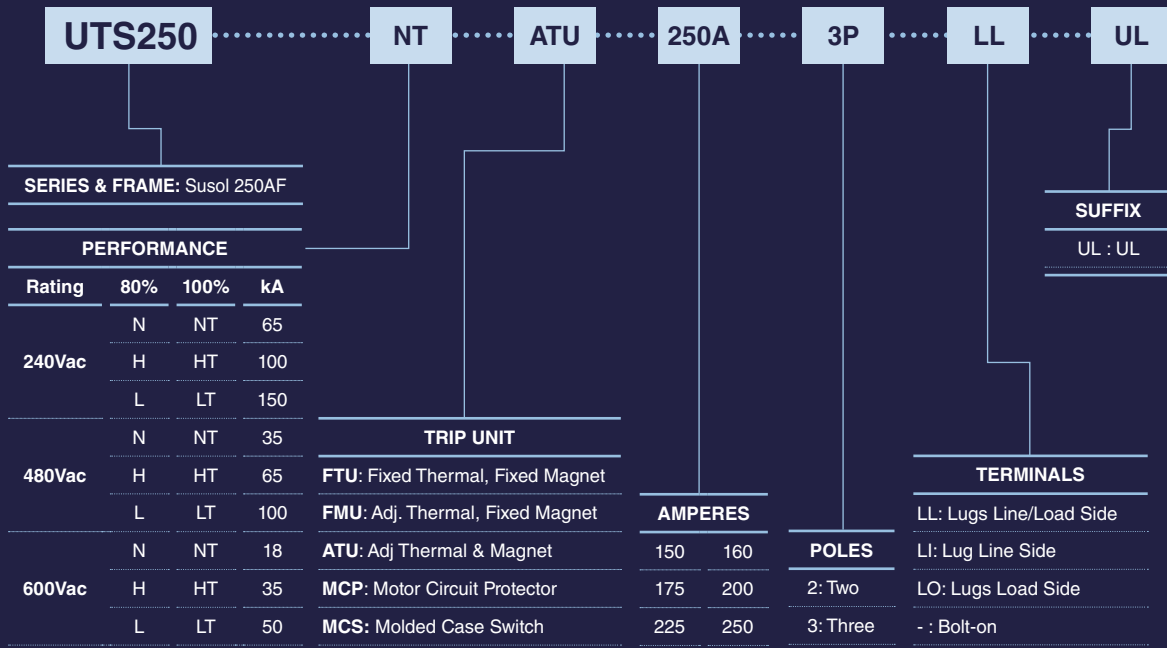 UTS250 NT ATU 250A 3P LL UL
SERIES & FRAME: Susol 250AF
PERFORMANCE
Rating 80% 100% kA
240Vac
N NT 65
H HT 100
L LT 150
480Vac
N NT 35
H HT 65
L LT 100
600Vac
N NT 18
H HT 35
L LT 50
TRIP UNIT
FTU: Fixed Thermal, Fixed Magnet
FMU: Adj. Thermal, Fixed Magnet
ATU: Adj Thermal & Magnet
MCP: Motor Circuit Protector
MCS: Molded Case Switch
AMPERES
150 160
175 200
225 250
POLES
2: Two
3: Three
TERMINALS
LL: Lugs Line/Load Side
LI: Lug Line Side
LO: Lugs Load Side
- : Bolt-on
SUFFIX
UL : UL